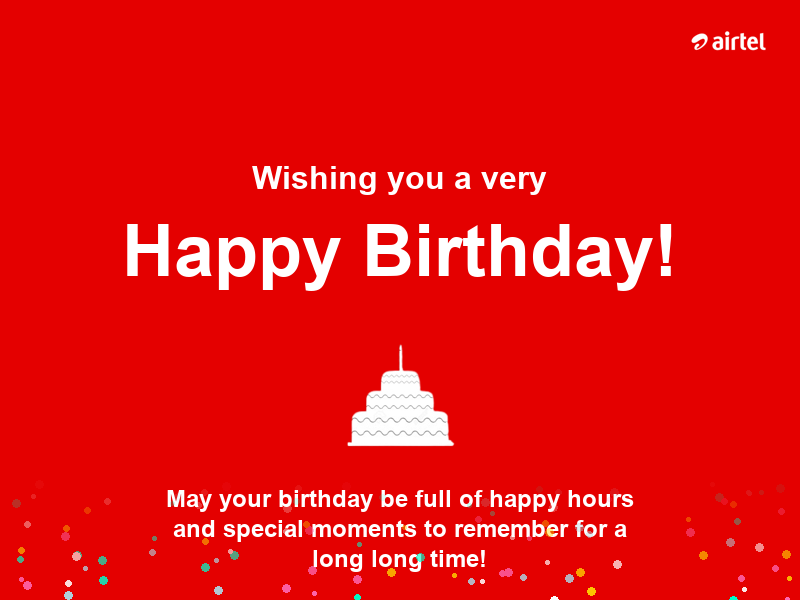 airtel
Wishing you a very
Happy Birthday!
May your birthday be full of happy hours
and special moments to remember for a
long long time!